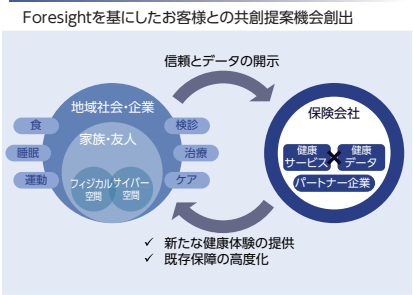 Foresightを基にしたお客様との共創提案機会創出
信頼とデータの開示
地域社会・企業
家族・友人
食
睡眠
運動
検診
治療
ケア
フィジカル
空間
サイバー
空間
保険会社
健康
サービス
健康
データ
パートナー企業
✓ 新たな健康体験の提供
✓ 既存保障の高度化